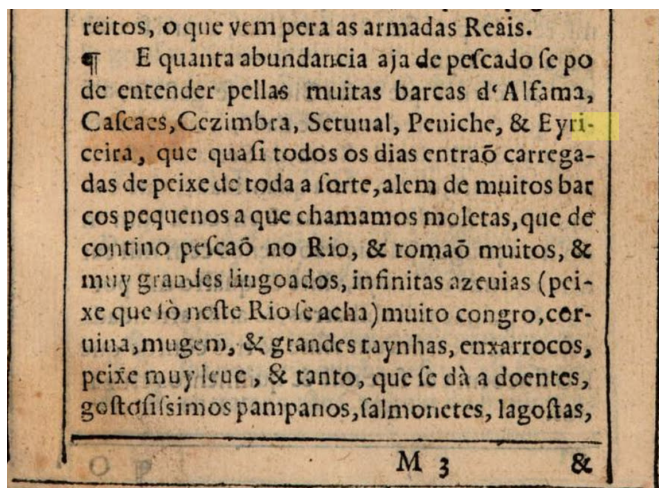 reitos, o que vem pera as armadas Reais.
¶ E quanta abundancia aja de peſcado ſe po
de entender pellas muitas barcas d'Alfama,
Caſcaes, Cezimbra, Setuual, Peniche, & Eyri-
ceira, que quaſi todos os dias entraõ carrega-
das de peixe de toda a ſorte, alem de muitos bar
cos pequenos a que chamamos moletas, que de
contino peſcaõ no Rio, & tomaõ muitos, &
muy grandes lingoados, infinitas azeuias (pei-
xe que ſò neſte Rio ſe acha) muito congro, cor-
uina, mugem, & grandes taynhas, enxarrocos,
peixe muy leue, & tanto, que ſe dà a doentes,
goſtoſiſsimos pampanos, ſalmonetes, lagoſtas,
M 3 &